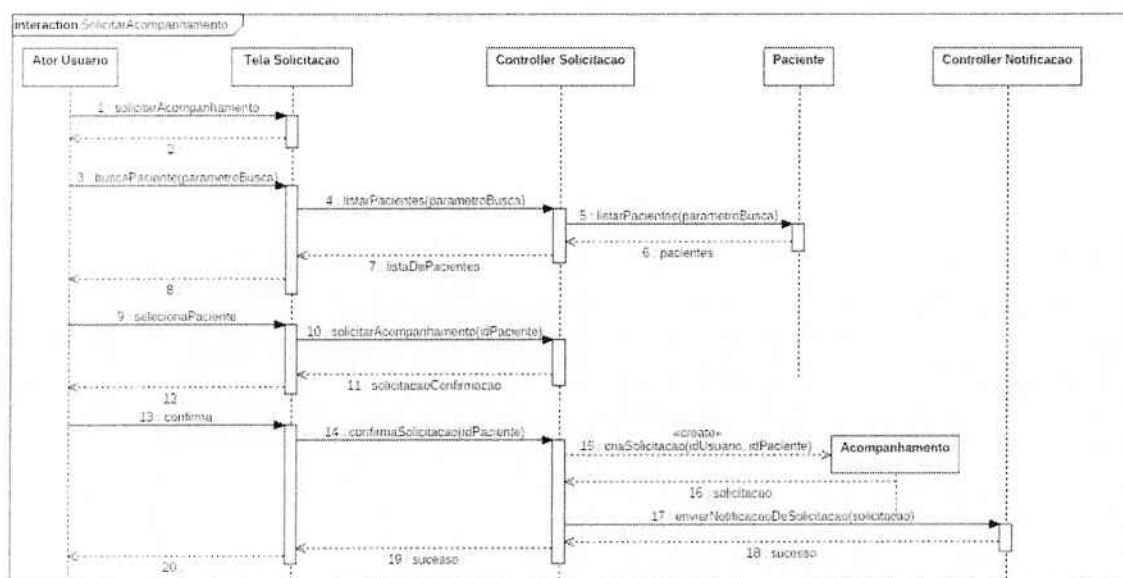 interaction SolicitarAcompanhamento
Ator Usuario
Tela Solicitacao
Controller Solicitacao
Paciente
Controller Notificacao
1 : solicitarAcompanhamento
2
3 : buscaPaciente(parametroBusca)
4 : listarPacientes(parametroBusca)
5 : listarPacientes(parametroBusca)
6 : pacientes
7 : listaDePacientes
8
9 : selecionaPaciente
10 : solicitarAcompanhamento(idPaciente)
11 : solicitacaoConfirmacao
12
13 : confirma
14 : confirmaSolicitacao(idPaciente)
«create»
15 : criaSolicitacao(idUsuario, idPaciente)
Acompanhamento
16 : solicitacao
17 : enviarNotificacaoDeSolicitacao(solicitacao)
18 : sucesso
19 : sucesso
20